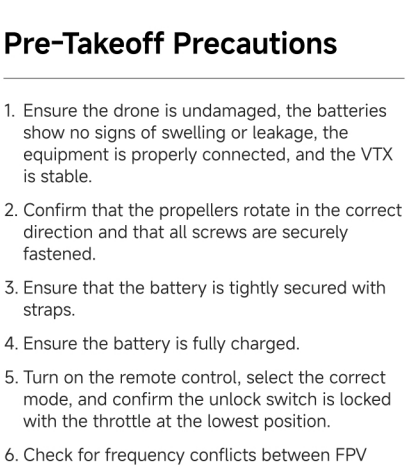 Pre-Takeoff Precautions
1. Ensure the drone is undamaged, the batteries
show no signs of swelling or leakage, the
equipment is properly connected, and the VTX
is stable.
2. Confirm that the propellers rotate in the correct
direction and that all screws are securely
fastened.
3. Ensure that the battery is tightly secured with
straps.
4. Ensure the battery is fully charged.
5. Turn on the remote control, select the correct
mode, and confirm the unlock switch is locked
with the throttle at the lowest position.
6. Check for frequency conflicts between FPV